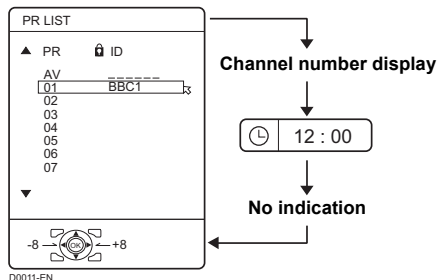 PR LIST
PR ID
AV ______
01 BBC1
02
03
04
05
06
07
-8 OK +8
Channel number display
12 : 00
No indication
D0011-EN